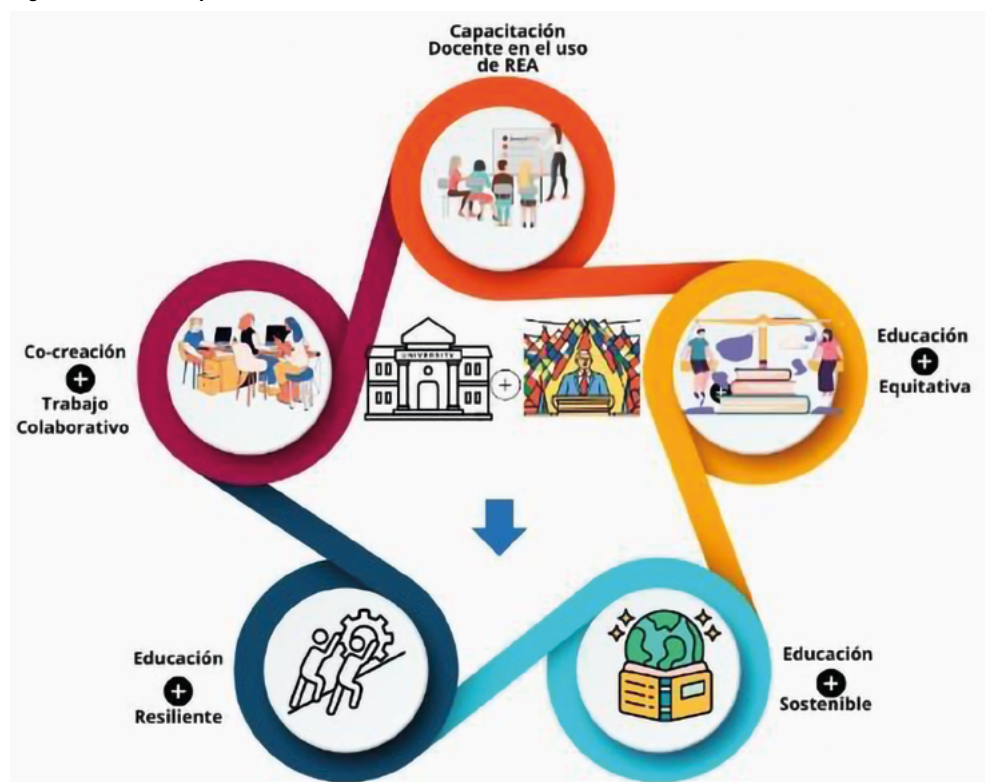 Capacitación
Docente en el uso
de REA
UNIVERSITY
Co-creación
+
Trabajo
Colaborativo
Educación
+
Equitativa
Educación
+
Resiliente
Educación
+
Sostenible